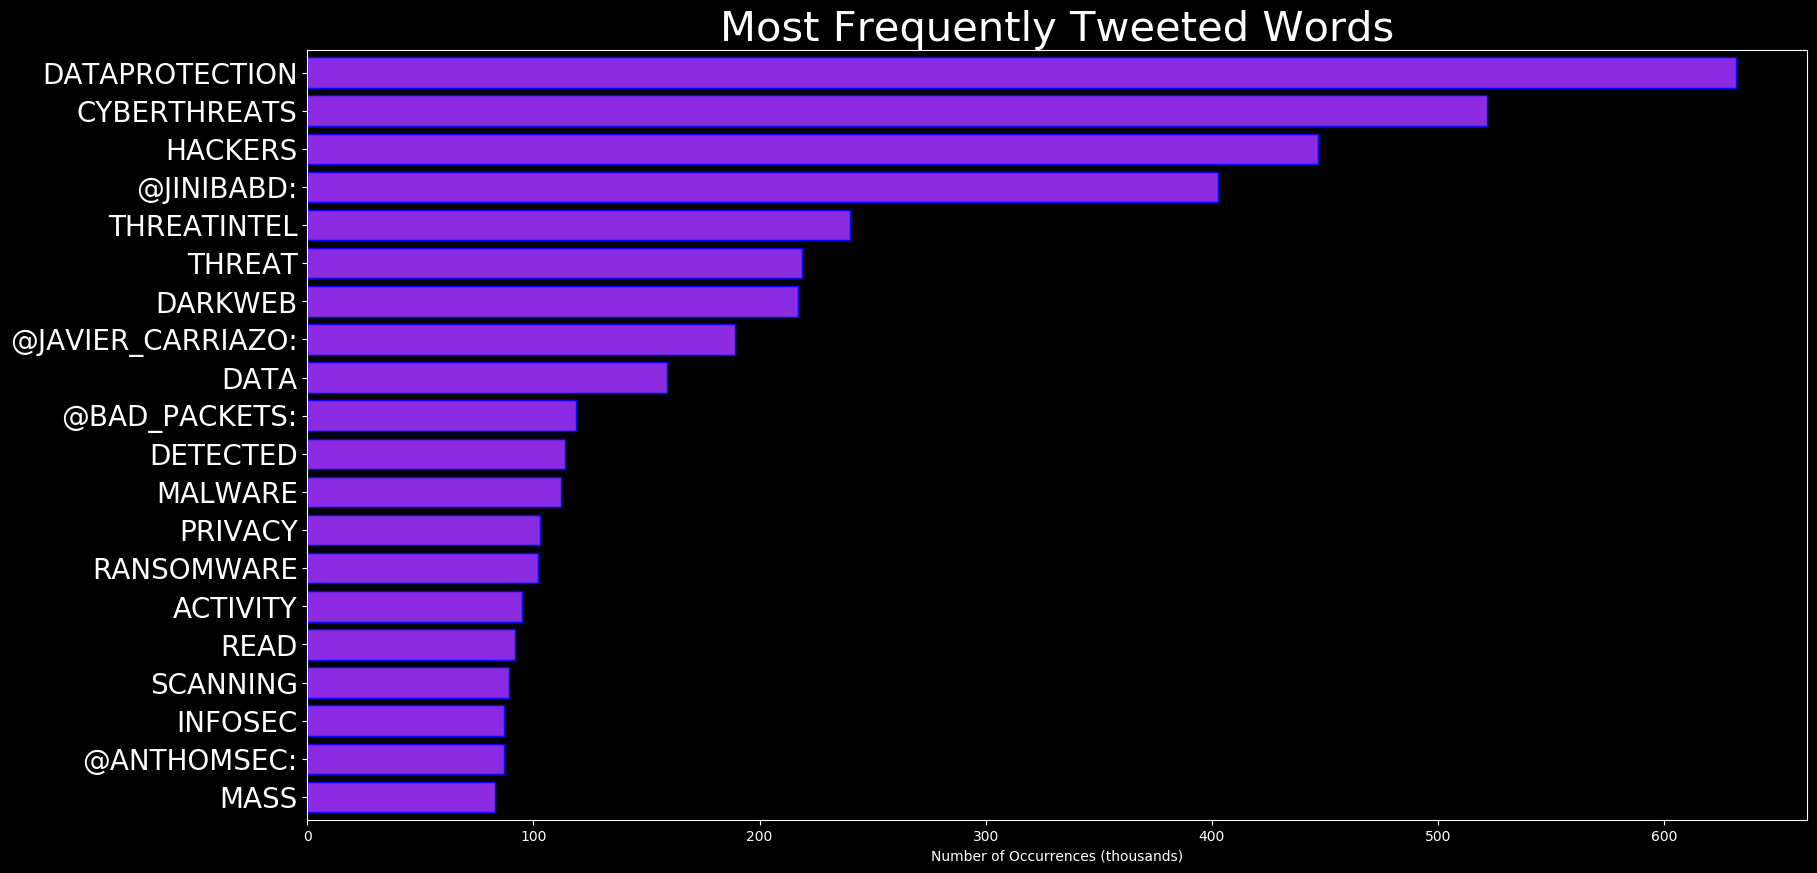 Most Frequently Tweeted Words
DATAPROTECTION
CYBERTHREATS
HACKERS
@JINIBABD:
THREATINTEL
THREAT
DARKWEB
@JAVIER_CARRIAZO:
DATA
@BAD_PACKETS:
DETECTED
MALWARE
PRIVACY
RANSOMWARE
ACTIVITY
READ
SCANNING
INFOSEC
@ANTHOMSEC:
MASS
0 100 200 300 400 500 600
Number of Occurrences (thousands)